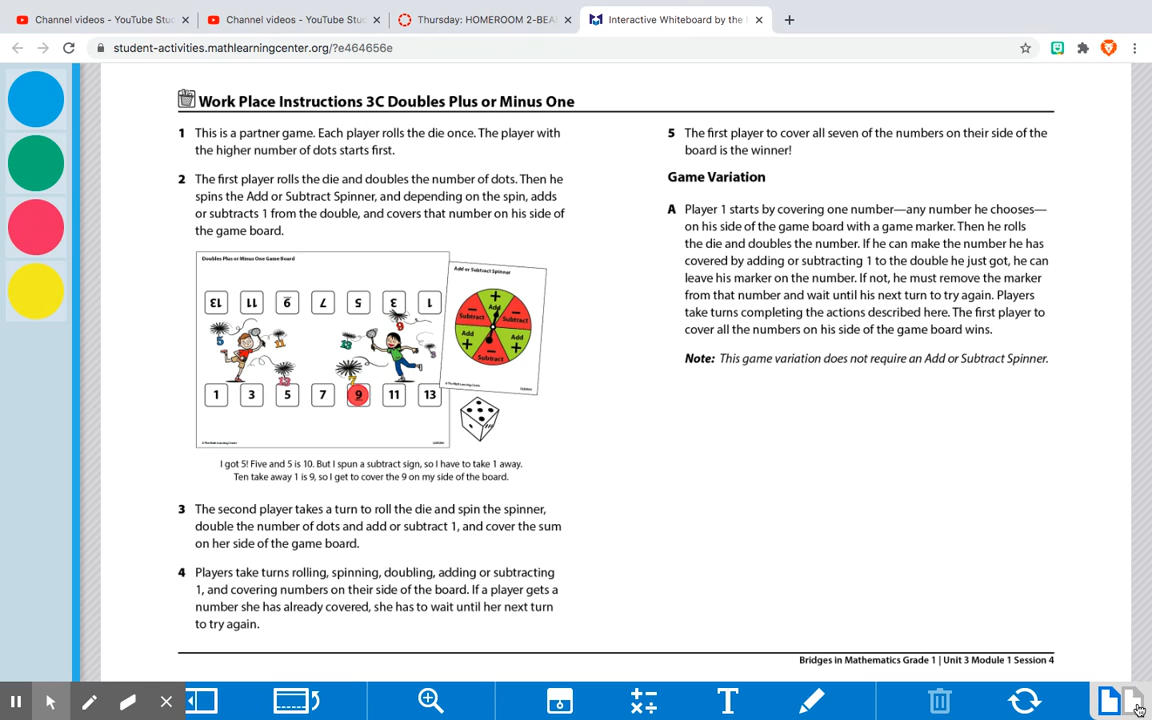 Channel videos - YouTube Stud
Channel videos - YouTube Stud
Thursday: HOMEROOM 2-BEA
Interactive Whiteboard by the
student-activities.mathlearningcenter.org/?e464656e
Work Place Instructions 3C Doubles Plus or Minus One
1 This is a partner game. Each player rolls the die once. The player with
the higher number of dots starts first.
2 The first player rolls the die and doubles the number of dots. Then he
spins the Add or Subtract Spinner, and depending on the spin, adds
or subtracts 1 from the double, and covers that number on his side of
the game board.
Doubles Plus or Minus One Game Board
13 11 9 7 5 3 1
5 11 13 13 7 9 3
1 3 5 7 9 11 13
Add or Subtract Spinner
+ Add
− Subtract
Add +
− Subtract
Add +
− Subtract
I got 5! Five and 5 is 10. But I spun a subtract sign, so I have to take 1 away.
Ten take away 1 is 9, so I get to cover the 9 on my side of the board.
3 The second player takes a turn to roll the die and spin the spinner,
double the number of dots and add or subtract 1, and cover the sum
on her side of the game board.
4 Players take turns rolling, spinning, doubling, adding or subtracting
1, and covering numbers on their side of the board. If a player gets a
number she has already covered, she has to wait until her next turn
to try again.
5 The first player to cover all seven of the numbers on their side of the
board is the winner!
Game Variation
A Player 1 starts by covering one number—any number he chooses—
on his side of the game board with a game marker. Then he rolls
the die and doubles the number. If he can make the number he has
covered by adding or subtracting 1 to the double he just got, he can
leave his marker on the number. If not, he must remove the marker
from that number and wait until his next turn to try again. Players
take turns completing the actions described here. The first player to
cover all the numbers on his side of the game board wins.
Note: This game variation does not require an Add or Subtract Spinner.
Bridges in Mathematics Grade 1 | Unit 3 Module 1 Session 4
T